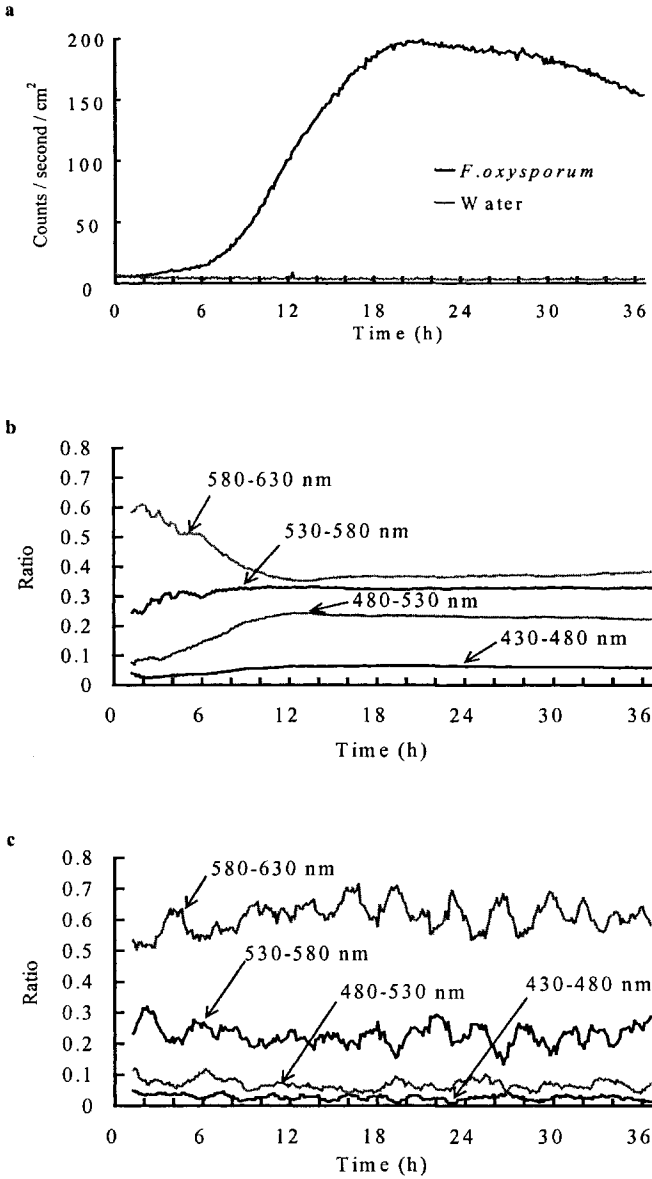 a
Counts / second / cm²
200
150
100
50
0
F.oxysporum
Water
0 6 12 18 24 30 36
Time (h)
b
Ratio
0.8
0.7
0.6
0.5
0.4
0.3
0.2
0.1
0
580-630 nm
530-580 nm
480-530 nm
430-480 nm
0 6 12 18 24 30 36
Time (h)
c
Ratio
0.8
0.7
0.6
0.5
0.4
0.3
0.2
0.1
0
580-630 nm
530-580 nm
480-530 nm
430-480 nm
0 6 12 18 24 30 36
Time (h)